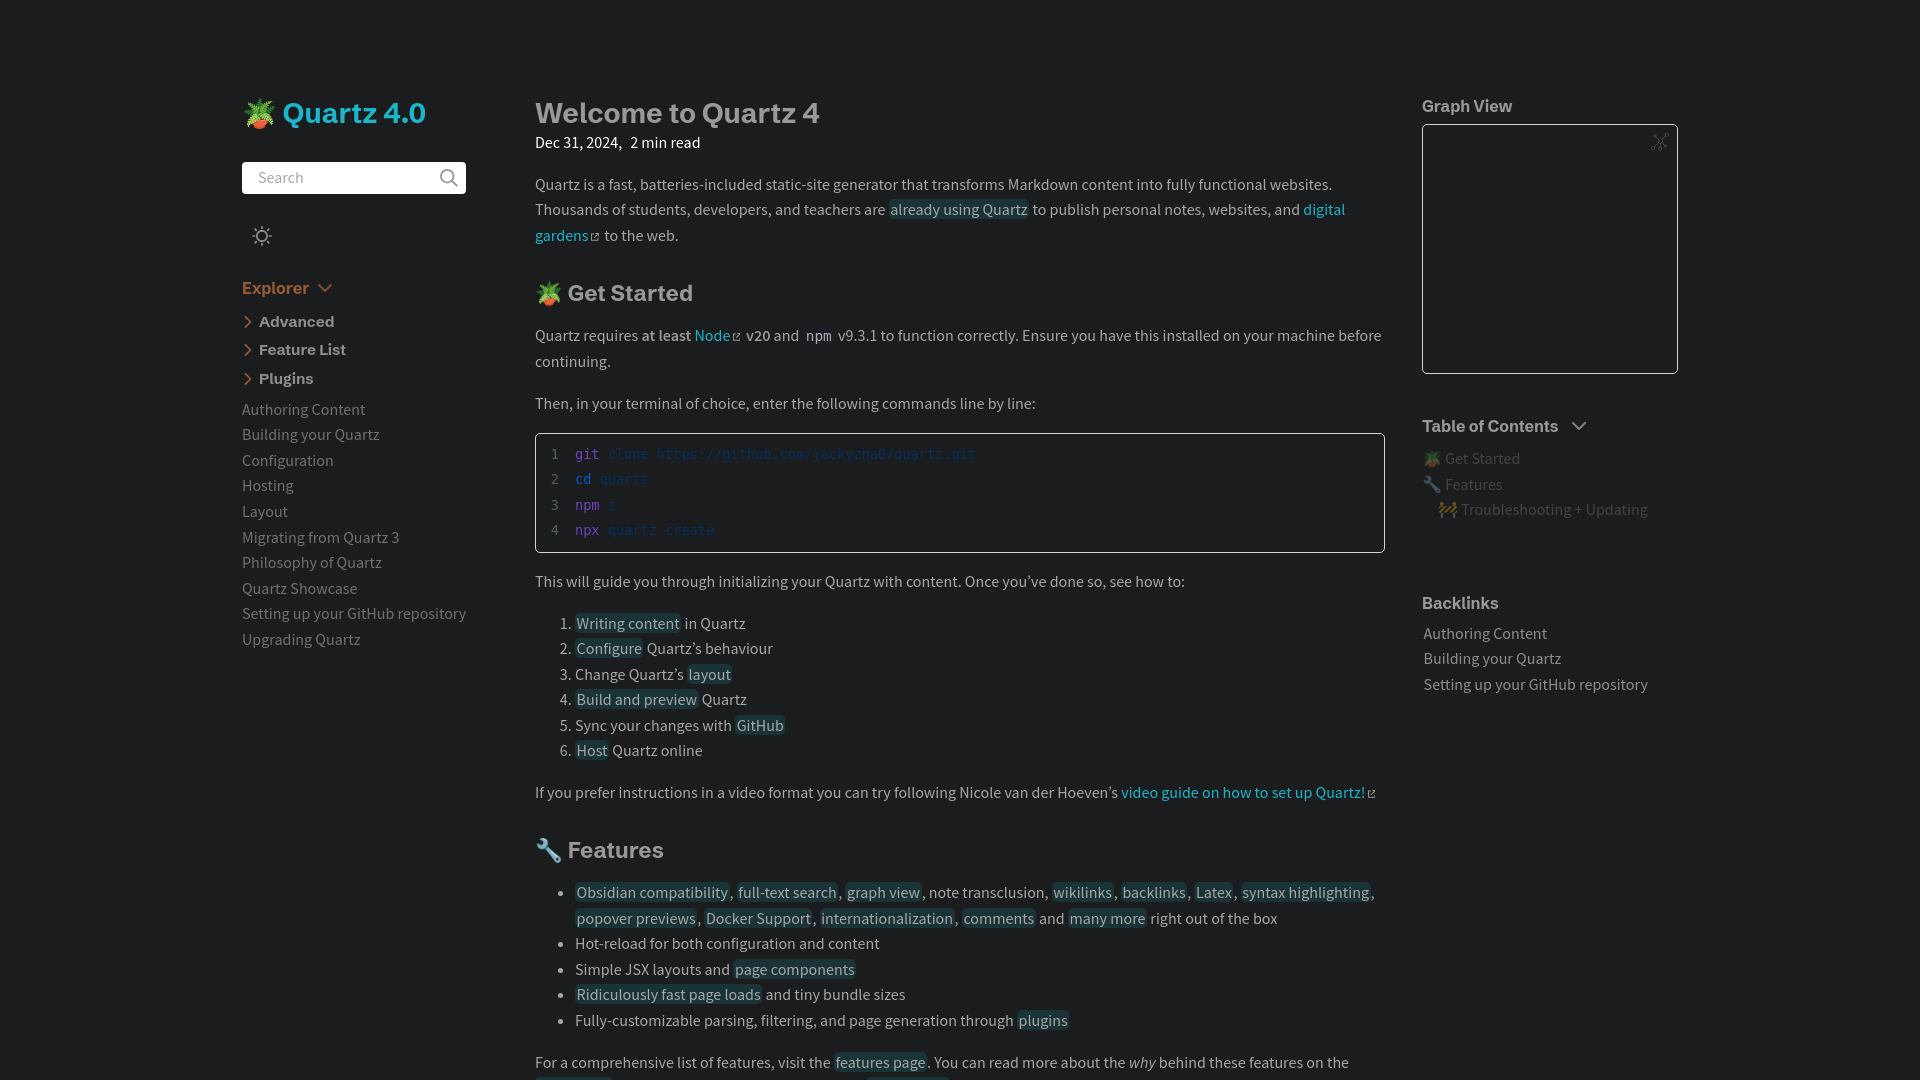 🪴 Quartz 4.0
Search
Explorer
Advanced
Feature List
Plugins
Authoring Content
Building your Quartz
Configuration
Hosting
Layout
Migrating from Quartz 3
Philosophy of Quartz
Quartz Showcase
Setting up your GitHub repository
Upgrading Quartz
Welcome to Quartz 4
Dec 31, 2024, 2 min read
Quartz is a fast, batteries-included static-site generator that transforms Markdown content into fully functional websites.
Thousands of students, developers, and teachers are already using Quartz to publish personal notes, websites, and digital
gardens to the web.
🪴 Get Started
Quartz requires at least Node v20 and npm v9.3.1 to function correctly. Ensure you have this installed on your machine before
continuing.
Then, in your terminal of choice, enter the following commands line by line:
1 git clone https://github.com/jackyzha0/quartz.git
2 cd quartz
3 npm i
4 npx quartz create
This will guide you through initializing your Quartz with content. Once you’ve done so, see how to:
1. Writing content in Quartz
2. Configure Quartz’s behaviour
3. Change Quartz’s layout
4. Build and preview Quartz
5. Sync your changes with GitHub
6. Host Quartz online
If you prefer instructions in a video format you can try following Nicole van der Hoeven’s video guide on how to set up Quartz!
🔧 Features
• Obsidian compatibility, full-text search, graph view, note transclusion, wikilinks, backlinks, Latex, syntax highlighting,
popover previews, Docker Support, internationalization, comments and many more right out of the box
• Hot-reload for both configuration and content
• Simple JSX layouts and page components
• Ridiculously fast page loads and tiny bundle sizes
• Fully-customizable parsing, filtering, and page generation through plugins
For a comprehensive list of features, visit the features page. You can read more about the why behind these features on the
Graph View
Table of Contents
🪴 Get Started
🔧 Features
🚧 Troubleshooting + Updating
Backlinks
Authoring Content
Building your Quartz
Setting up your GitHub repository